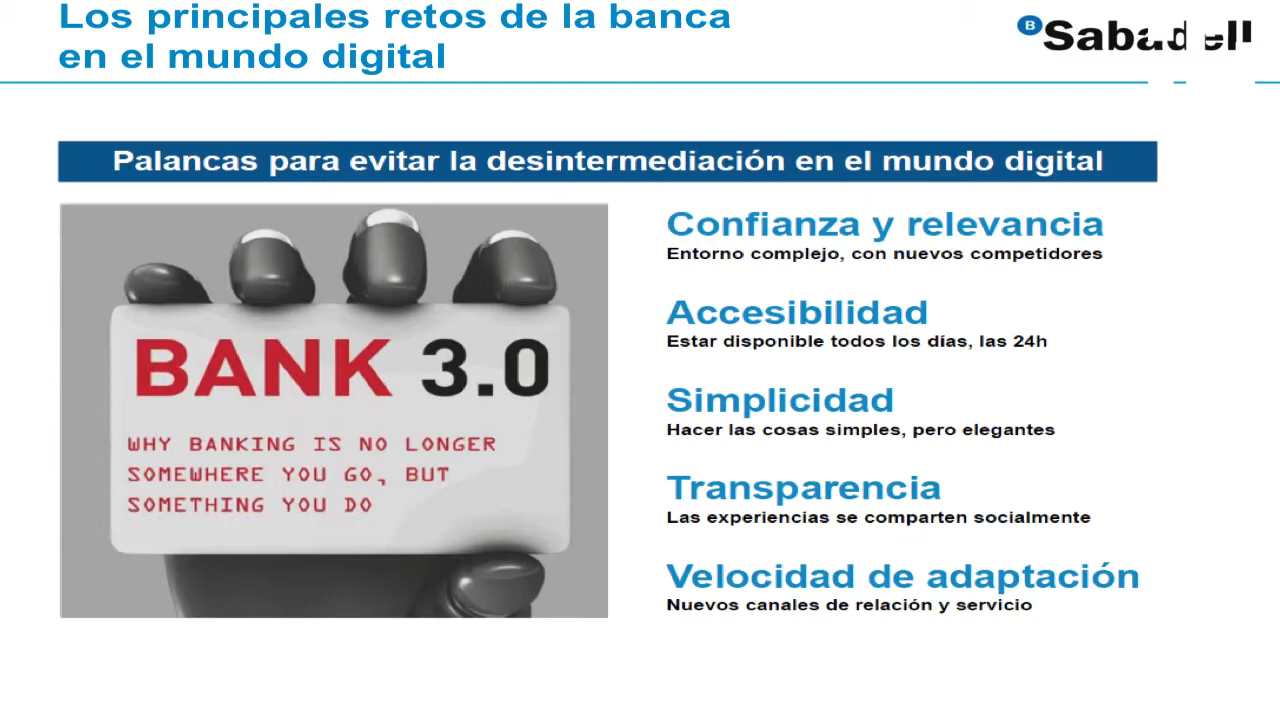 Los principales retos de la banca
en el mundo digital
B Sabadell
Palancas para evitar la desintermediación en el mundo digital
BANK 3.0
WHY BANKING IS NO LONGER
SOMEWHERE YOU GO, BUT
SOMETHING YOU DO
Confianza y relevancia
Entorno complejo, con nuevos competidores
Accesibilidad
Estar disponible todos los días, las 24h
Simplicidad
Hacer las cosas simples, pero elegantes
Transparencia
Las experiencias se comparten socialmente
Velocidad de adaptación
Nuevos canales de relación y servicio